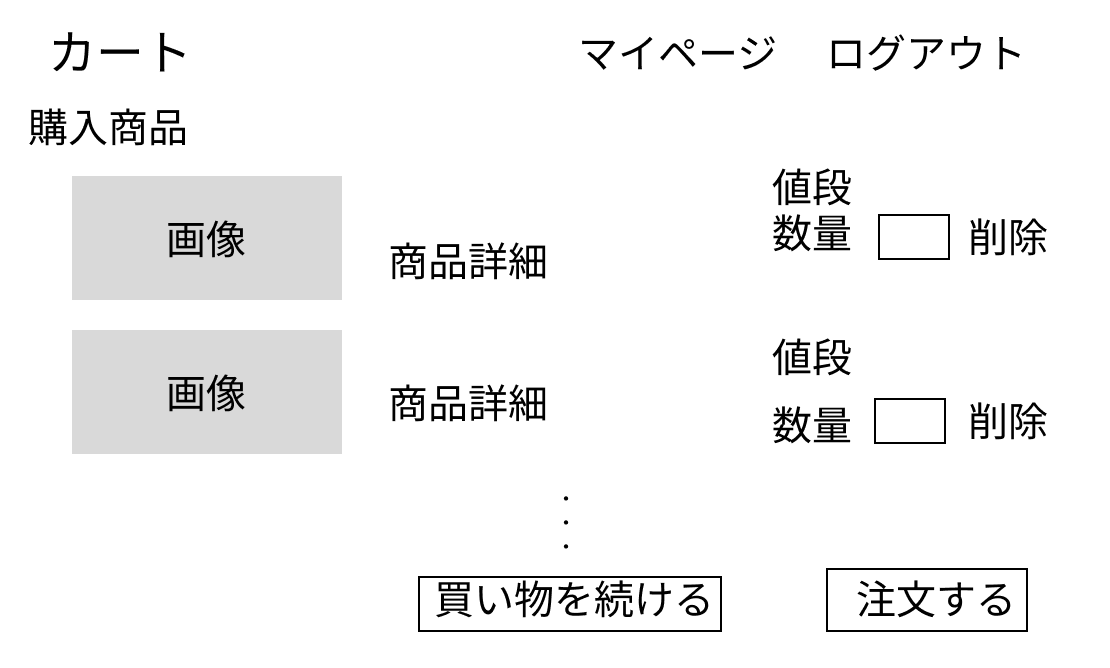 カート
マイページ ログアウト
購入商品
画像
商品詳細
値段
数量
削除
画像
商品詳細
値段
数量
削除
.
.
.
買い物を続ける
注文する